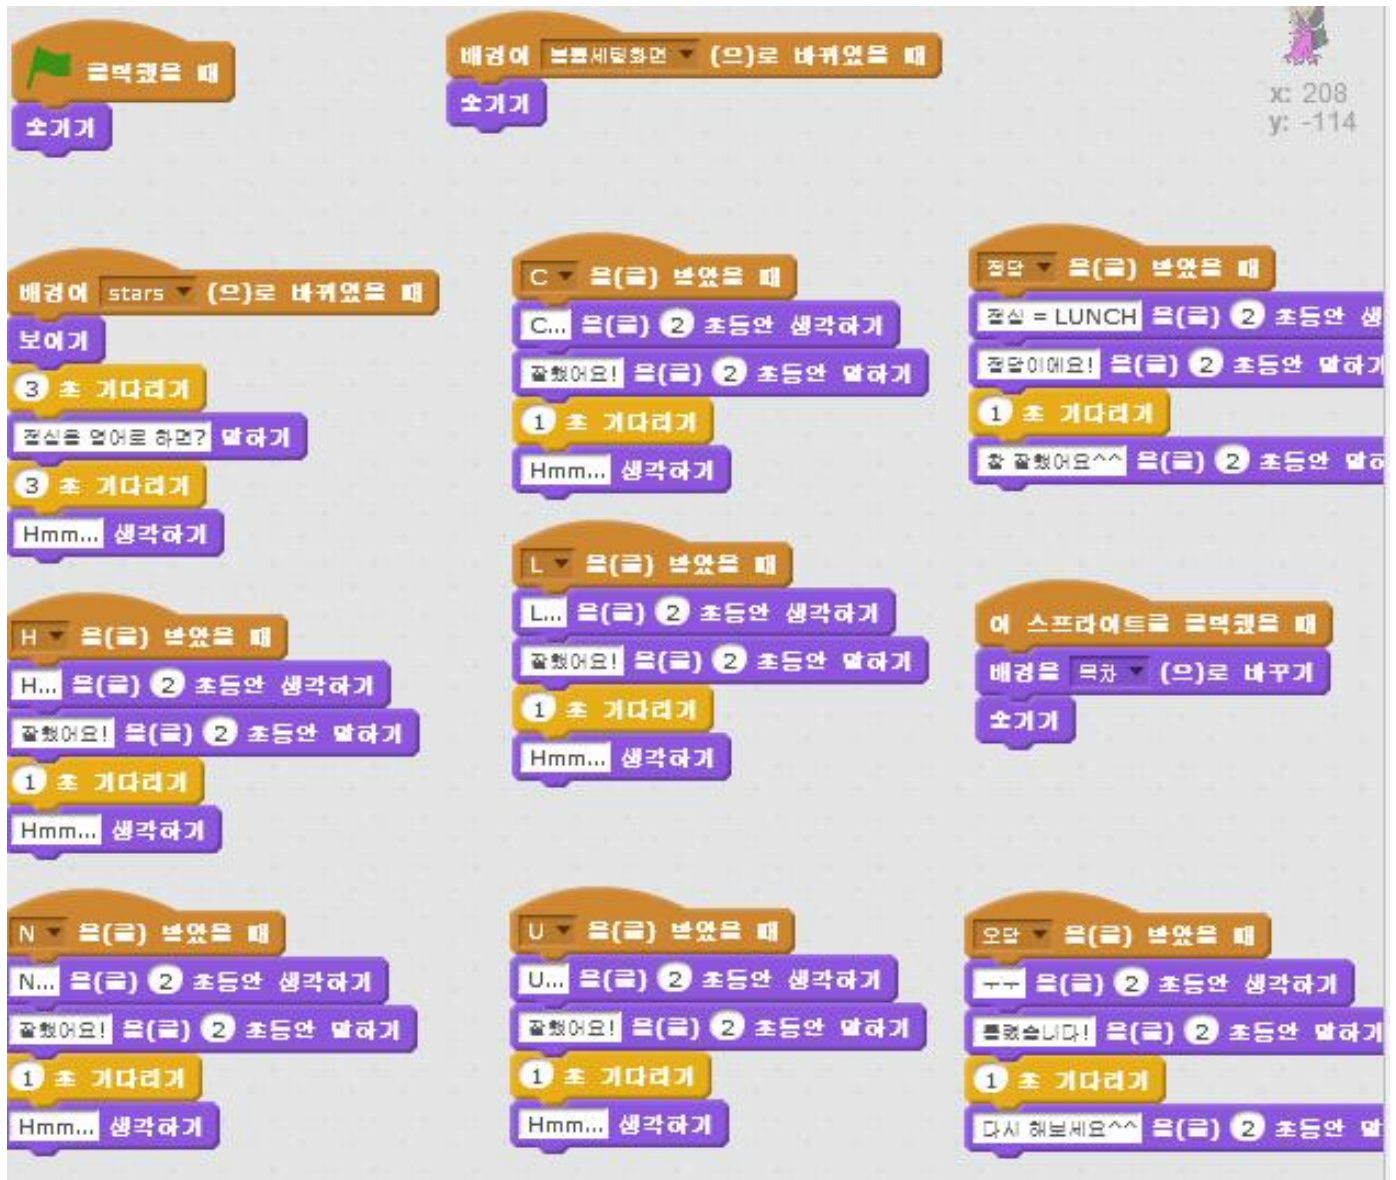 클릭했을 때
숨기기
배경이 본름세팅화면 (으)로 바뀌었을 때
숨기기
x: 208
y: -114
배경이 stars (으)로 바뀌었을 때
보이기
3 초 기다리기
점심을 영어로 하면? 말하기
3 초 기다리기
Hmm... 생각하기
C 을(를) 받았을 때
C... 을(를) 2 초동안 생각하기
잘했어요! 을(를) 2 초동안 말하기
1 초 기다리기
Hmm... 생각하기
정답 을(를) 받았을 때
점심 = LUNCH 을(를) 2 초동안 생
정답이에요! 을(를) 2 초동안 말하기
1 초 기다리기
참 잘했어요^^ 을(를) 2 초동안 말하
H 을(를) 받았을 때
H... 을(를) 2 초동안 생각하기
잘했어요! 을(를) 2 초동안 말하기
1 초 기다리기
Hmm... 생각하기
L 을(를) 받았을 때
L... 을(를) 2 초동안 생각하기
잘했어요! 을(를) 2 초동안 말하기
1 초 기다리기
Hmm... 생각하기
이 스프라이트를 클릭했을 때
배경을 목차 (으)로 바꾸기
숨기기
N 을(를) 받았을 때
N... 을(를) 2 초동안 생각하기
잘했어요! 을(를) 2 초동안 말하기
1 초 기다리기
Hmm... 생각하기
U 을(를) 받았을 때
U... 을(를) 2 초동안 생각하기
잘했어요! 을(를) 2 초동안 말하기
1 초 기다리기
Hmm... 생각하기
오답 을(를) 받았을 때
ㅜㅜ 을(를) 2 초동안 생각하기
틀렸습니다! 을(를) 2 초동안 말하기
1 초 기다리기
다시 해보세요^^ 을(를) 2 초동안 말